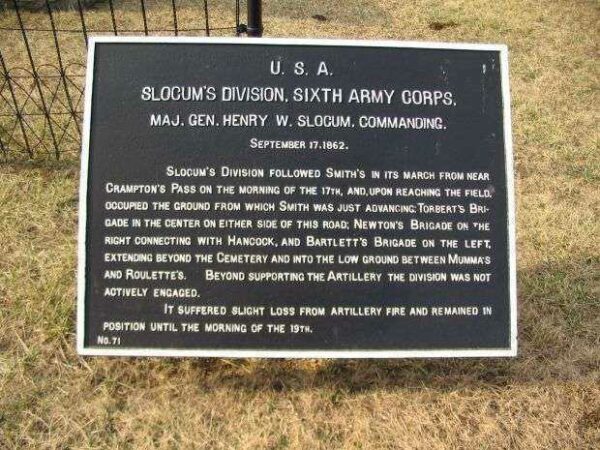 U. S. A.
SLOCUM'S DIVISION, SIXTH ARMY CORPS,
MAJ. GEN. HENRY W. SLOCUM, COMMANDING.
SEPTEMBER 17, 1862.
SLOCUM'S DIVISION FOLLOWED SMITH'S IN ITS MARCH FROM NEAR
CRAMPTON'S PASS ON THE MORNING OF THE 17TH, AND, UPON REACHING THE FIELD,
OCCUPIED THE GROUND FROM WHICH SMITH WAS JUST ADVANCING; TORBERT'S BRI-
GADE IN THE CENTER ON EITHER SIDE OF THIS ROAD; NEWTON'S BRIGADE ON THE
RIGHT CONNECTING WITH HANCOCK, AND BARTLETT'S BRIGADE ON THE LEFT,
EXTENDING BEYOND THE CEMETERY AND INTO THE LOW GROUND BETWEEN MUMMA'S
AND ROULETTE'S. BEYOND SUPPORTING THE ARTILLERY THE DIVISION WAS NOT
ACTIVELY ENGAGED.
IT SUFFERED SLIGHT LOSS FROM ARTILLERY FIRE AND REMAINED IN
POSITION UNTIL THE MORNING OF THE 19TH.
NO. 71